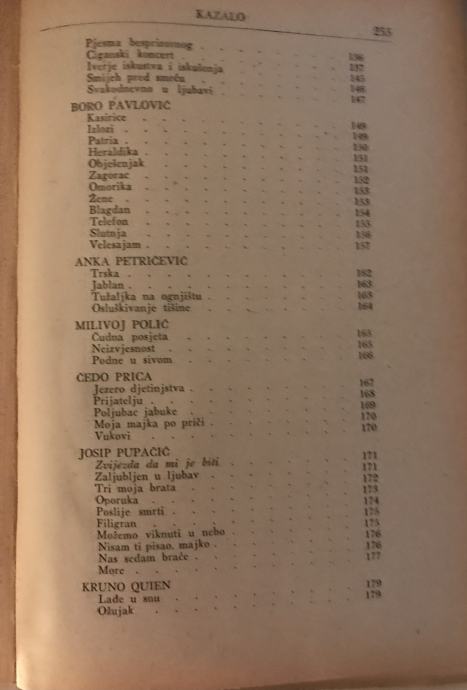 KAZALO 255
Pjesma besprizornog . . . . . . 136
Ciganski koncert . . . . . . 137
Iverje iskustva i iskušenja . . . . . 145
Smijeh pred smrću . . . . . . 146
Svakodnevno u ljubavi . . . . . . 147
BORO PAVLOVIĆ
Kasirice . . . . . . . . 149
Izlozi . . . . . . . . 149
Patria . . . . . . . . 150
Heraldika . . . . . . . . 151
Obješenjak . . . . . . . . 151
Zagorac . . . . . . . . 152
Omorika . . . . . . . . 153
Žene . . . . . . . . 153
Blagdan . . . . . . . . 154
Telefon . . . . . . . . 155
Slutnja . . . . . . . . 156
Velesajam . . . . . . . . 157
ANKA PETRIČEVIĆ
Trska . . . . . . . . 162
Jablan . . . . . . . . 163
Tužaljka na ognjištu . . . . . . 163
Osluškivanje tišine . . . . . . 164
MILIVOJ POLIĆ
Čudna posjeta . . . . . . . 165
Neizvjesnost . . . . . . . 165
Podne u sivom . . . . . . . 166
ČEDO PRICA
Jezero djetinjstva . . . . . . 167
Prijatelju . . . . . . . 168
Poljubac jabuke . . . . . . . 169
Moja majka po priči . . . . . . 170
Vukovi . . . . . . . . 170
JOSIP PUPAČIĆ
Zvijezda da mi je biti . . . . . . 171
Zaljubljen u ljubav . . . . . . 171
Tri moja brata . . . . . . . 172
Oporuka . . . . . . . . 173
Poslije smrti . . . . . . . 174
Filigran . . . . . . . . 175
Možemo viknuti u nebo . . . . . 175
Nisam ti pisao, majko . . . . . . 176
Nas sedam braće . . . . . . . 176
More . . . . . . . . 177
KRUNO QUIEN
Lađe u snu . . . . . . . 179
Ožujak . . . . . . . . 179